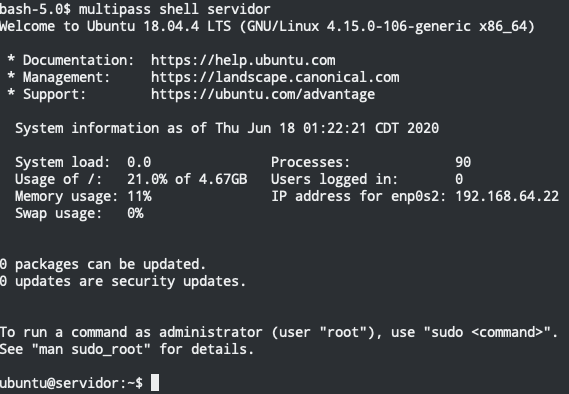 bash-5.0$ multipass shell servidor
Welcome to Ubuntu 18.04.4 LTS (GNU/Linux 4.15.0-106-generic x86_64)
* Documentation:  https://help.ubuntu.com
* Management:     https://landscape.canonical.com
* Support:        https://ubuntu.com/advantage
System information as of Thu Jun 18 01:22:21 CDT 2020
System load:  0.0               Processes:             90
Usage of /:   21.0% of 4.67GB   Users logged in:       0
Memory usage: 11%               IP address for enp0s2: 192.168.64.22
Swap usage:   0%
0 packages can be updated.
0 updates are security updates.
To run a command as administrator (user "root"), use "sudo <command>".
See "man sudo_root" for details.
ubuntu@servidor:~$